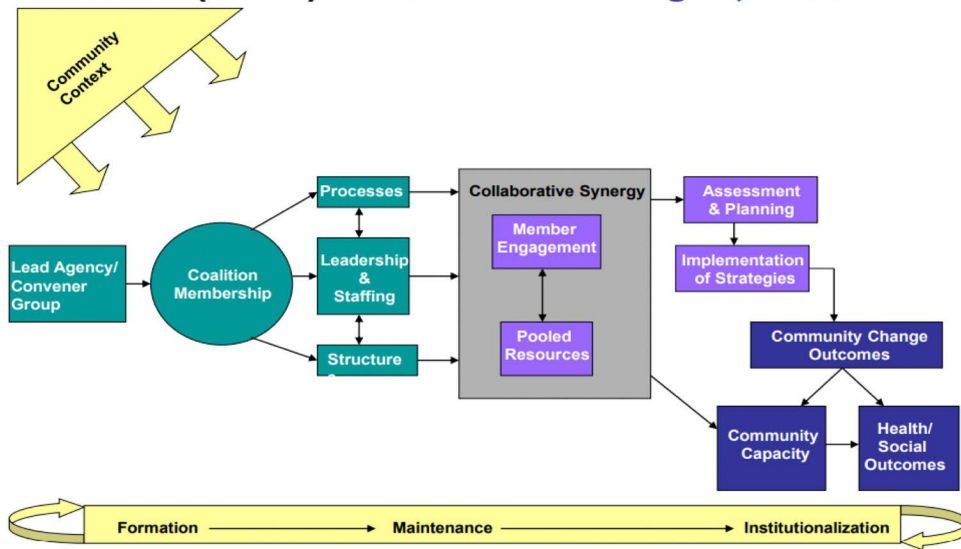 Community
Context
Processes
Collaborative Synergy
Assessment
& Planning
Member
Engagement
Lead Agency/
Convener
Group
Coalition
Membership
Leadership
&
Staffing
Implementation
of Strategies
Pooled
Resources
Structure
Community Change
Outcomes
Community
Capacity
Health/
Social
Outcomes
Formation
Maintenance
Institutionalization